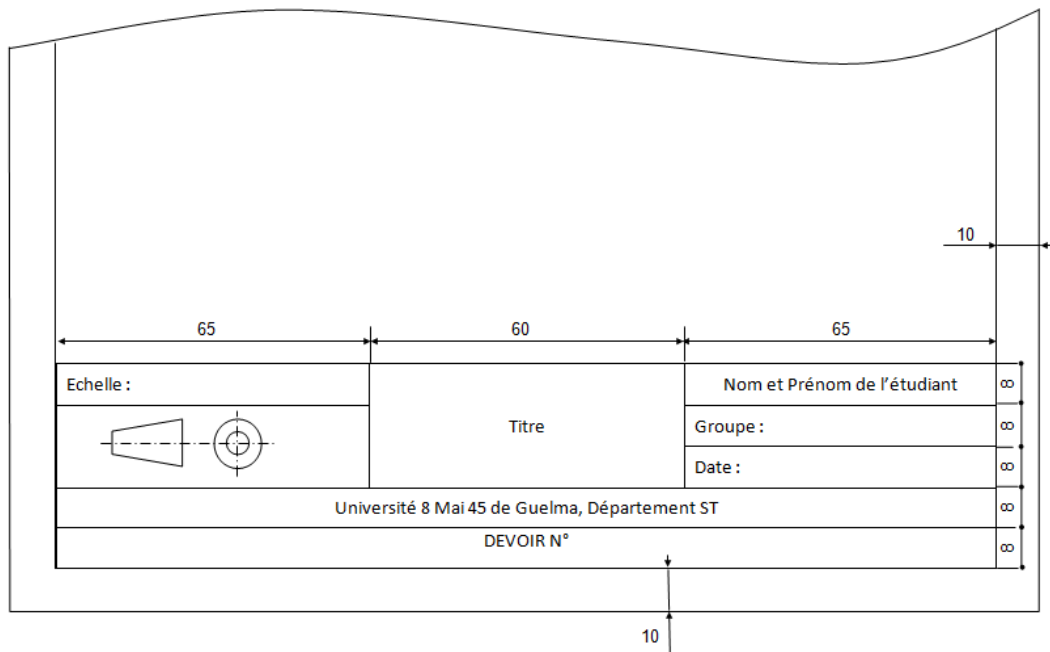 10
65 60 65
Echelle :
Titre
Nom et Prénom de l’étudiant
Groupe :
Date :
8
8
8
8
8
Université 8 Mai 45 de Guelma, Département ST
DEVOIR N°
10